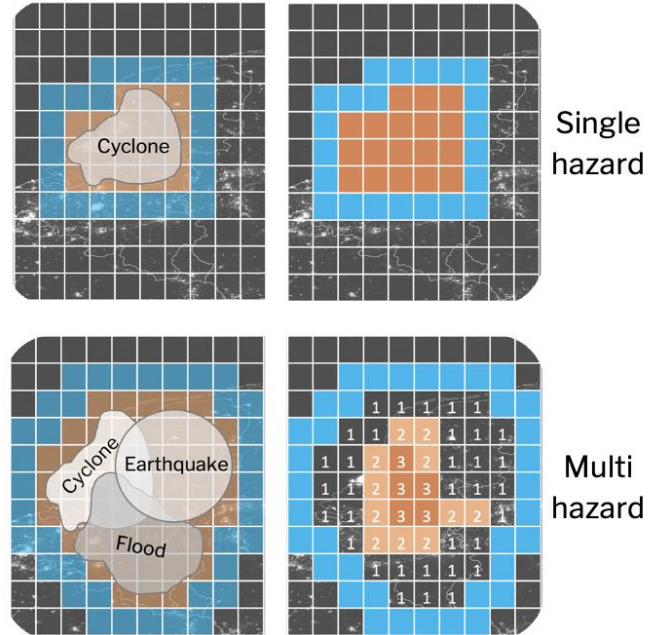 Cyclone
Single
hazard
Cyclone
Earthquake
Flood
1 1 1 1 1
1 1 2 2 1 1 1
1 1 2 3 2 1 1 1
1 1 2 3 3 1 1 1
1 1 2 3 3 2 2 1
1 2 2 2 1 1
1 1 1 1 1
1 1 1
Multi
hazard